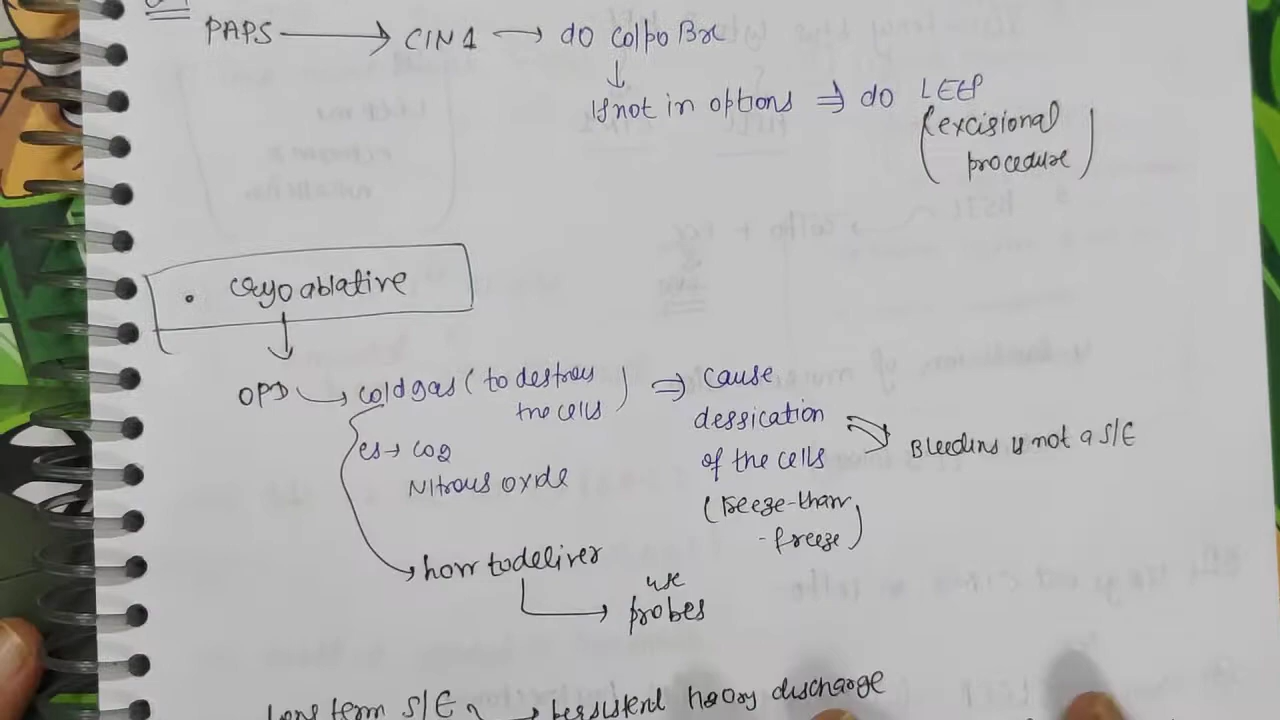 PAPS → CIN 1 → do Colpo Bx
↓
If not in options ⇒ do LEEP
(excisional
procedure)
• Cryoablative
↓
OPD → cold gas (to destroy
the cells)
es → CO2
Nitrous oxide
⇒ cause
dessication
of the cells
(Freeze-thaw
-freeze)
⇒ Bleeding is not a S/E
→ how to deliver
→ use
probes
long term S/E → persistent heavy discharge